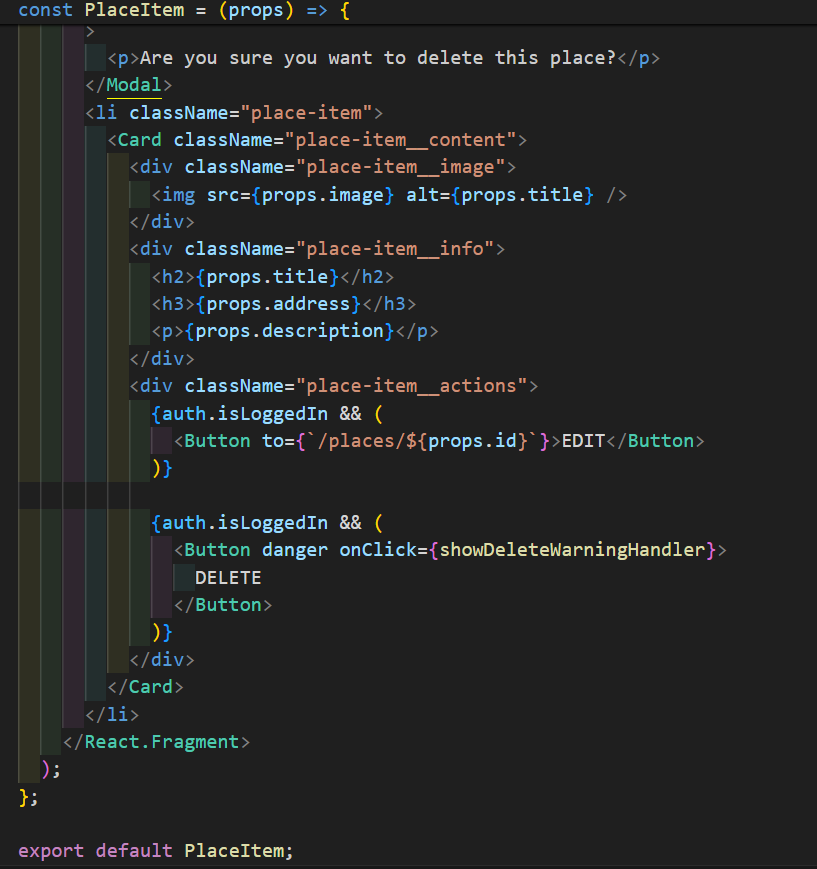 const PlaceItem = (props) => {
>
<p>Are you sure you want to delete this place?</p>
</Modal>
<li className="place-item">
<Card className="place-item__content">
<div className="place-item__image">
<img src={props.image} alt={props.title} />
</div>
<div className="place-item__info">
<h2>{props.title}</h2>
<h3>{props.address}</h3>
<p>{props.description}</p>
</div>
<div className="place-item__actions">
{auth.isLoggedIn && (
<Button to={`/places/${props.id}`}>EDIT</Button>
)}
{auth.isLoggedIn && (
<Button danger onClick={showDeleteWarningHandler}>
DELETE
</Button>
)}
</div>
</Card>
</li>
</React.Fragment>
);
};
export default PlaceItem;